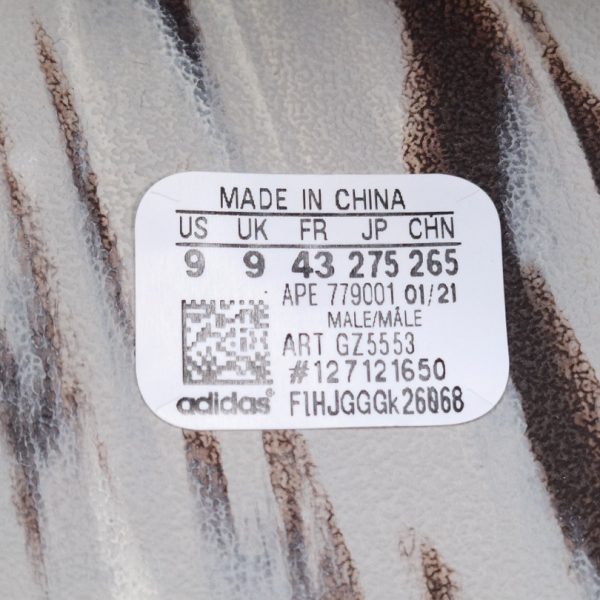 MADE IN CHINA
US UK FR JP CHN
9 9 43 275 265
APE 779001 01/21
MALE/MÂLE
ART GZ5553
#127121650
adidas® F1HJGGGk26068